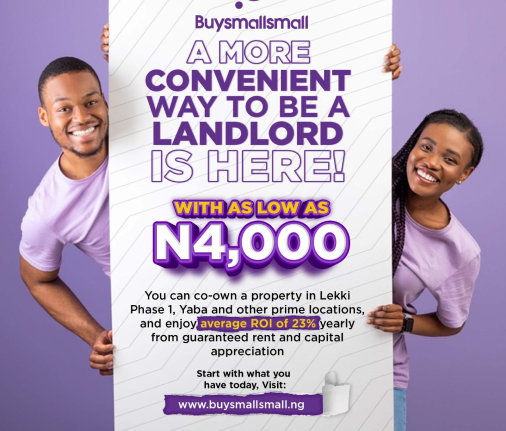 Buysmallsmall
A MORE
CONVENIENT
WAY TO BE A
LANDLORD
IS HERE!
WITH AS LOW AS
N4,000
You can co-own a property in Lekki
Phase 1, Yaba and other prime locations,
and enjoy average ROI of 23% yearly
from guaranteed rent and capital
appreciation
Start with what you
have today, Visit:
www.buysmallsmall.ng